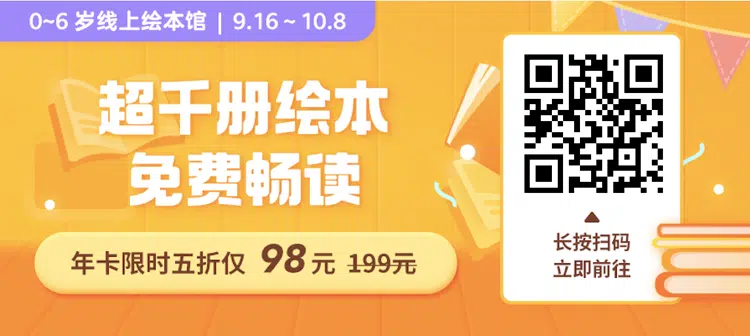 0~6 岁线上绘本馆 | 9.16 ~ 10.8
超千册绘本
免费畅读
年卡限时五折仅 98元 199元
长按扫码
立即前往